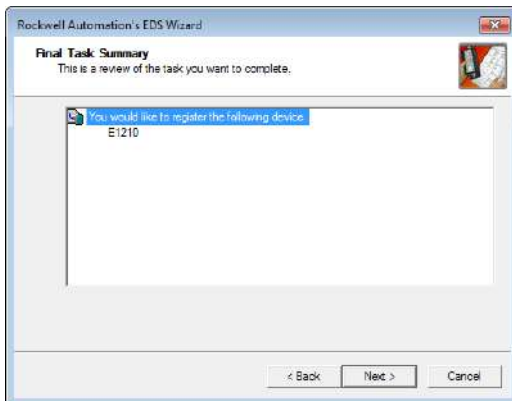 Rockwell Automation's EDS Wizard
Final Task Summary
This is a review of the task you want to complete.
You would like to register the following device
E1210
< Back
Next >
Cancel